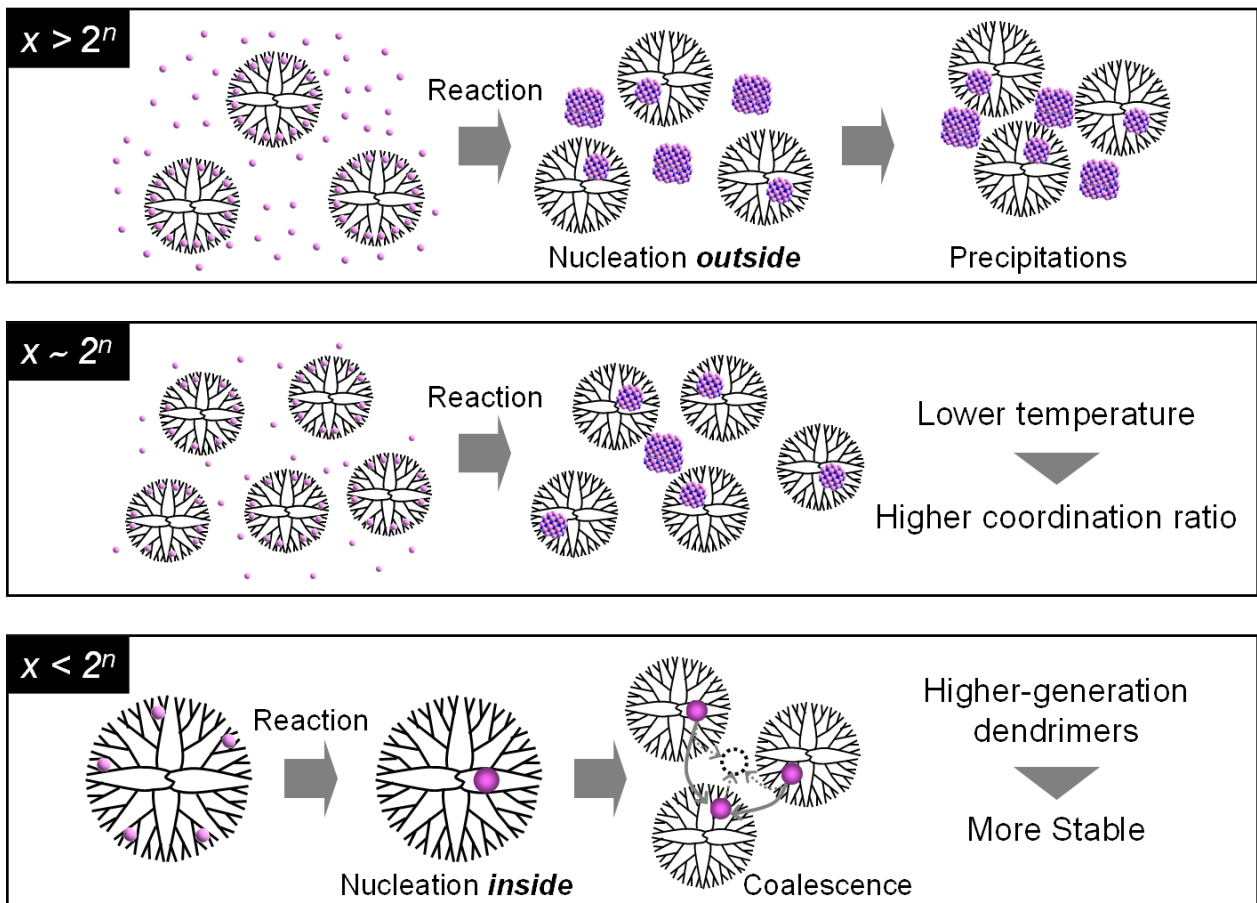 x > 2ⁿ
Reaction
Nucleation outside
Precipitations
x ~ 2ⁿ
Reaction
Lower temperature
Higher coordination ratio
x < 2ⁿ
Reaction
Nucleation inside
Coalescence
Higher-generation
dendrimers
More Stable